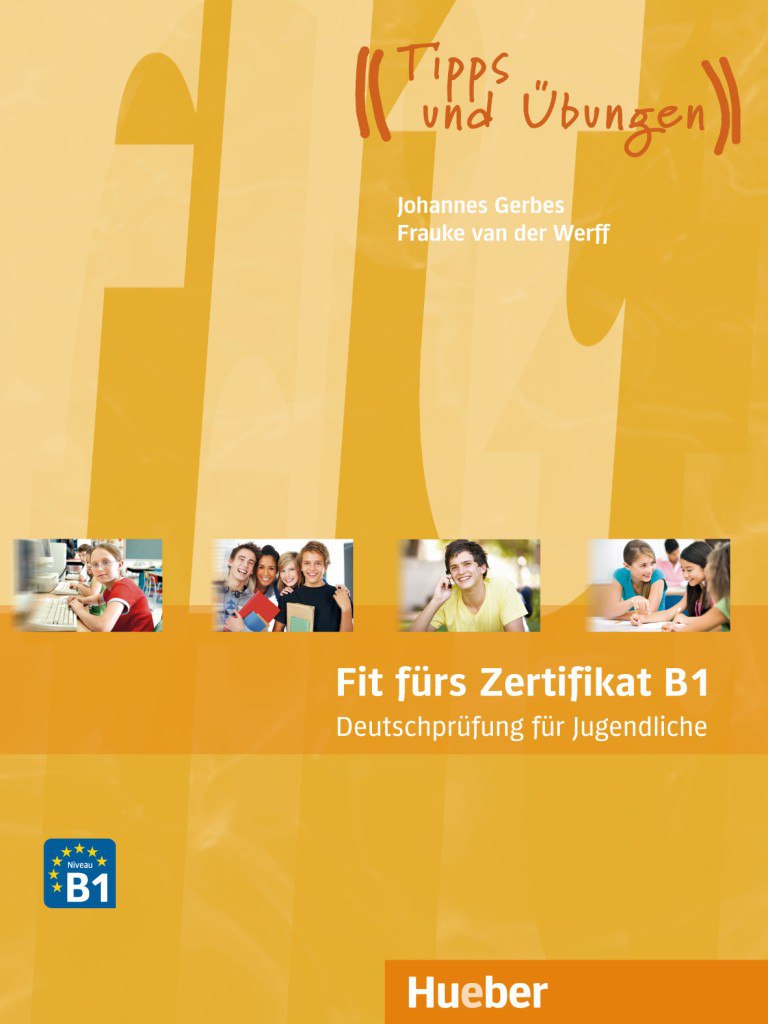 Tipps
und Übungen
Johannes Gerbes
Frauke van der Werff
Fit fürs Zertifikat B1
Deutschprüfung für Jugendliche
Niveau
B1
Hueber